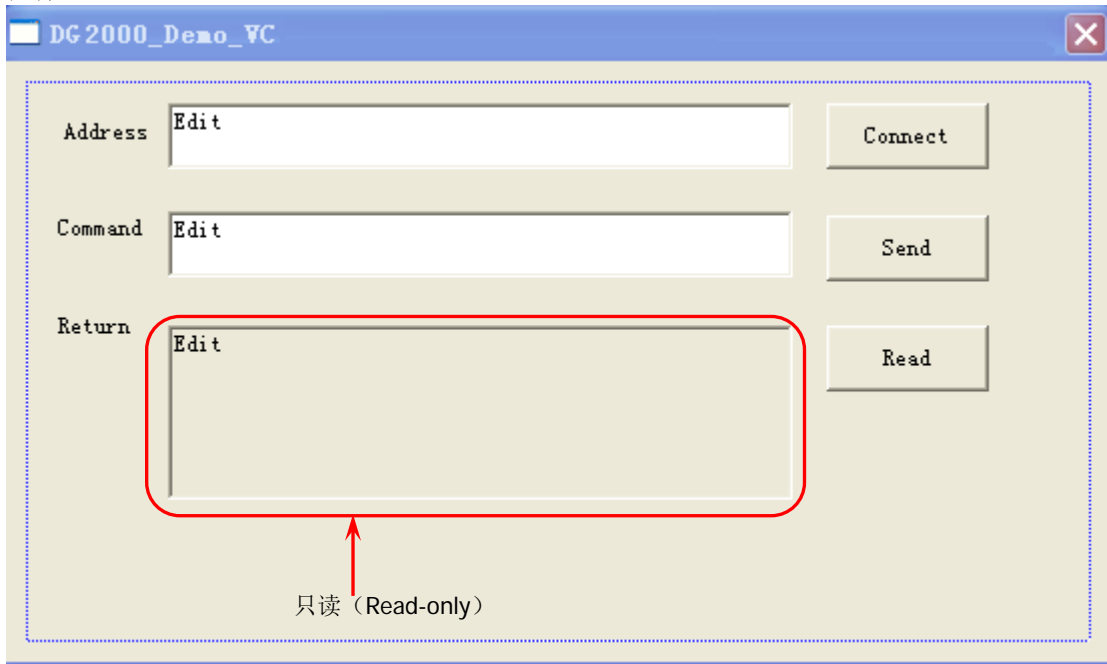 DG2000_Demo_VC
Address
Edit
Connect
Command
Edit
Send
Return
Edit
Read
只读（Read-only）